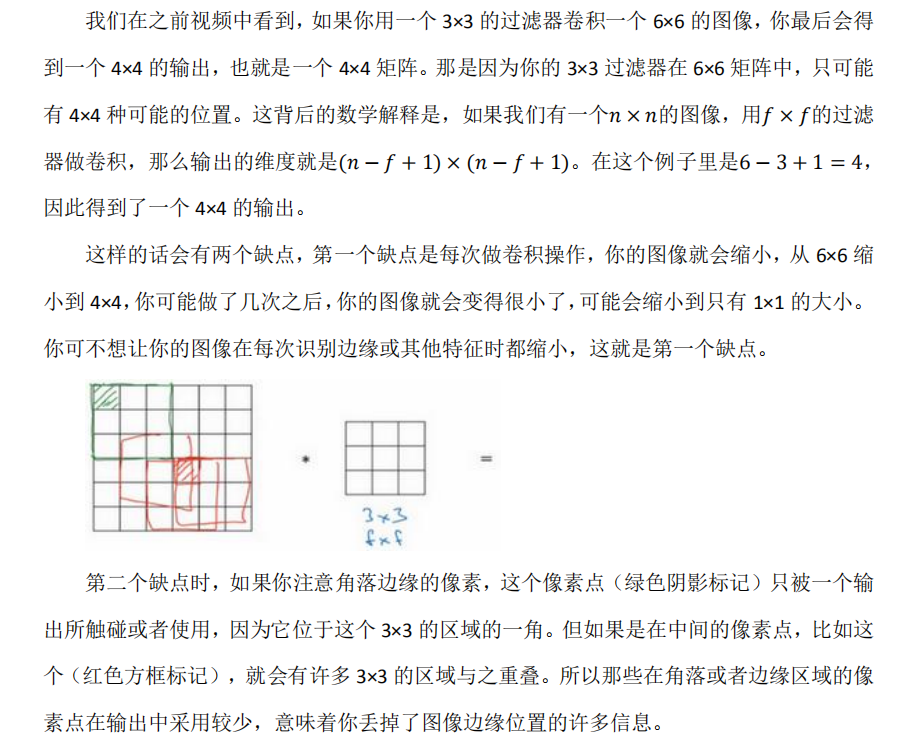 我们在之前视频中看到，如果你用一个 3×3 的过滤器卷积一个 6×6 的图像，你最后会得
到一个 4×4 的输出，也就是一个 4×4 矩阵。那是因为你的 3×3 过滤器在 6×6 矩阵中，只可能
有 4×4 种可能的位置。这背后的数学解释是，如果我们有一个𝑛 × 𝑛的图像，用𝑓 × 𝑓的过滤
器做卷积，那么输出的维度就是(𝑛 − 𝑓 + 1) × (𝑛 − 𝑓 + 1)。在这个例子里是6 − 3 + 1 = 4，
因此得到了一个 4×4 的输出。
这样的话会有两个缺点，第一个缺点是每次做卷积操作，你的图像就会缩小，从 6×6 缩
小到 4×4，你可能做了几次之后，你的图像就会变得很小了，可能会缩小到只有 1×1 的大小。
你可不想让你的图像在每次识别边缘或其他特征时都缩小，这就是第一个缺点。
* =
3×3
f×f
第二个缺点时，如果你注意角落边缘的像素，这个像素点（绿色阴影标记）只被一个输
出所触碰或者使用，因为它位于这个 3×3 的区域的一角。但如果是在中间的像素点，比如这
个（红色方框标记），就会有许多 3×3 的区域与之重叠。所以那些在角落或者边缘区域的像
素点在输出中采用较少，意味着你丢掉了图像边缘位置的许多信息。